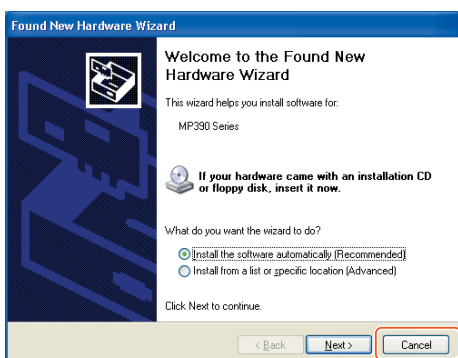 Found New Hardware Wizard
Welcome to the Found New
Hardware Wizard
This wizard helps you install software for:
MP390 Series
If your hardware came with an installation CD
or floppy disk, insert it now.
What do you want the wizard to do?
Install the software automatically (Recommended)
Install from a list or specific location (Advanced)
Click Next to continue.
< Back Next > Cancel